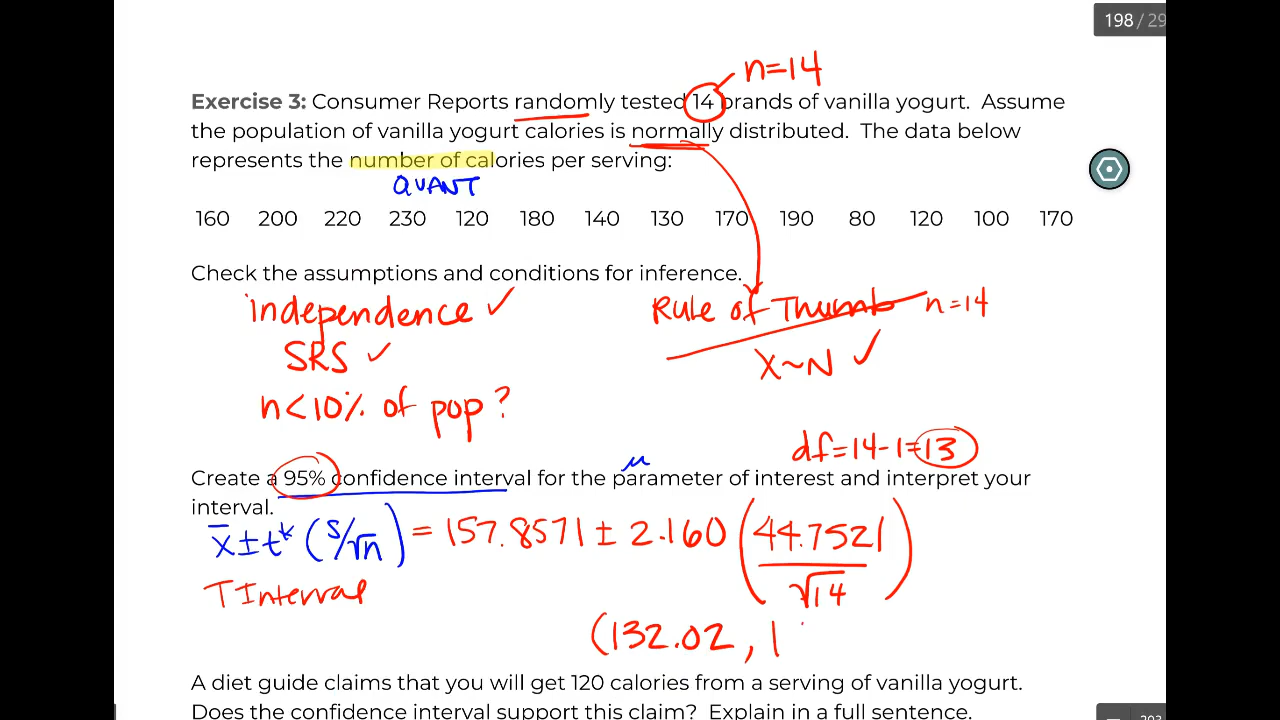 198 / 29
n=14
Exercise 3: Consumer Reports randomly tested 14 brands of vanilla yogurt. Assume
the population of vanilla yogurt calories is normally distributed. The data below
represents the number of calories per serving:
QUANT
160 200 220 230 120 180 140 130 170 190 80 120 100 170
Check the assumptions and conditions for inference.
independence ✓
Rule of Thumb n=14
SRS ✓
X~N ✓
n<10% of pop?
df=14-1=13
μ
Create a 95% confidence interval for the parameter of interest and interpret your
interval.
x̄ ± t* (s/√n) = 157.8571 ± 2.160 (44.7521/√14)
TInterval
(132.02, 1
A diet guide claims that you will get 120 calories from a serving of vanilla yogurt.
Does the confidence interval support this claim? Explain in a full sentence.